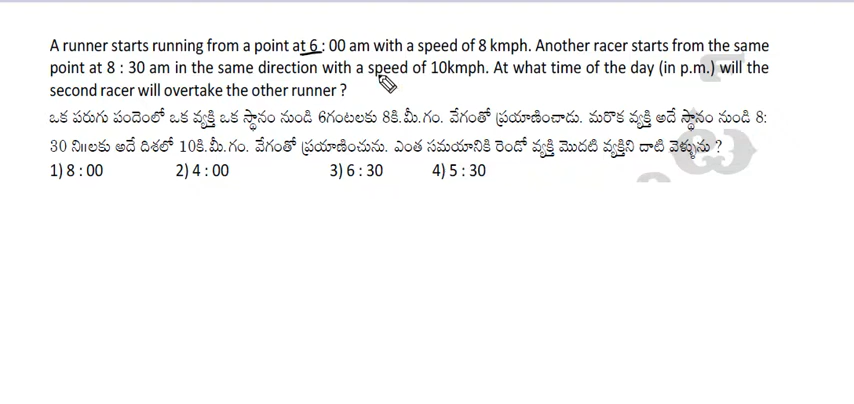 A runner starts running from a point at 6 : 00 am with a speed of 8 kmph. Another racer starts from the same
point at 8 : 30 am in the same direction with a speed of 10kmph. At what time of the day (in p.m.) will the
second racer will overtake the other runner ?
ఒక పరుగు పందెంలో ఒక వ్యక్తి ఒక స్థానం నుండి 6గంటలకు 8కి.మీ.గం. వేగంతో ప్రయాణించాడు. మరొక వ్యక్తి అదే స్థానం నుండి 8:
30 ని॥లకు అదే దిశలో 10కి.మీ.గం. వేగంతో ప్రయాణించును. ఎంత సమయానికి రెండో వ్యక్తి మొదటి వ్యక్తిని దాటి వెళ్ళును ?
1) 8 : 00 2) 4 : 00 3) 6 : 30 4) 5 : 30